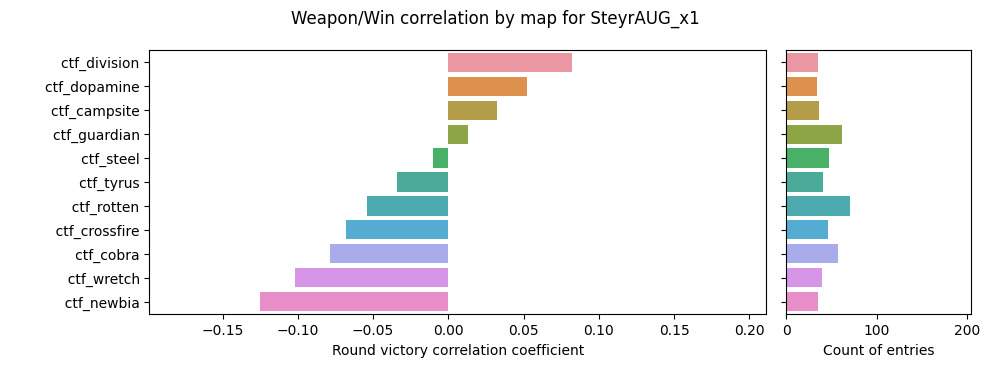 Weapon/Win correlation by map for SteyrAUG_x1
ctf_division
ctf_dopamine
ctf_campsite
ctf_guardian
ctf_steel
ctf_tyrus
ctf_rotten
ctf_crossfire
ctf_cobra
ctf_wretch
ctf_newbia
−0.15 −0.10 −0.05 0.00 0.05 0.10 0.15 0.20
Round victory correlation coefficient
0 100 200
Count of entries